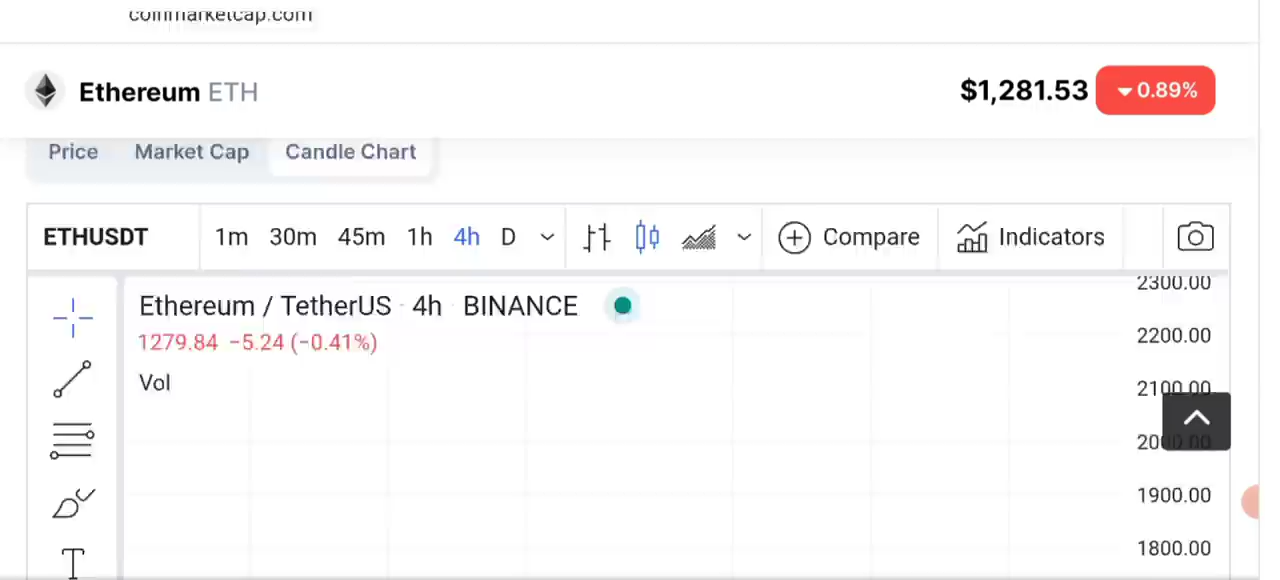 coinmarketcap.com
Ethereum ETH
$1,281.53 0.89%
Price Market Cap Candle Chart
ETHUSDT 1m 30m 45m 1h 4h D Compare Indicators
2300.00
Ethereum / TetherUS · 4h · BINANCE
1279.84 −5.24 (−0.41%)
2200.00
Vol
2100.00
2000.00
1900.00
1800.00